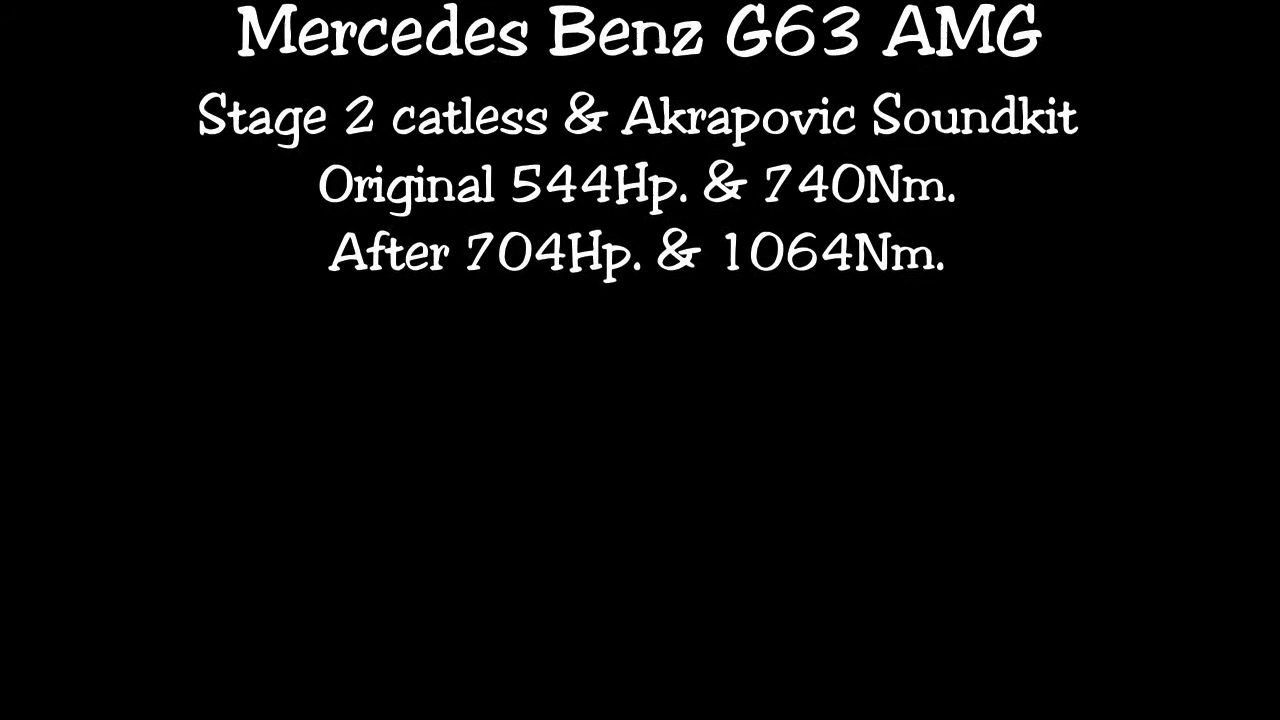 Mercedes Benz G63 AMG
Stage 2 catless & Akrapovic Soundkit
Original 544Hp. & 740Nm.
After 704Hp. & 1064Nm.